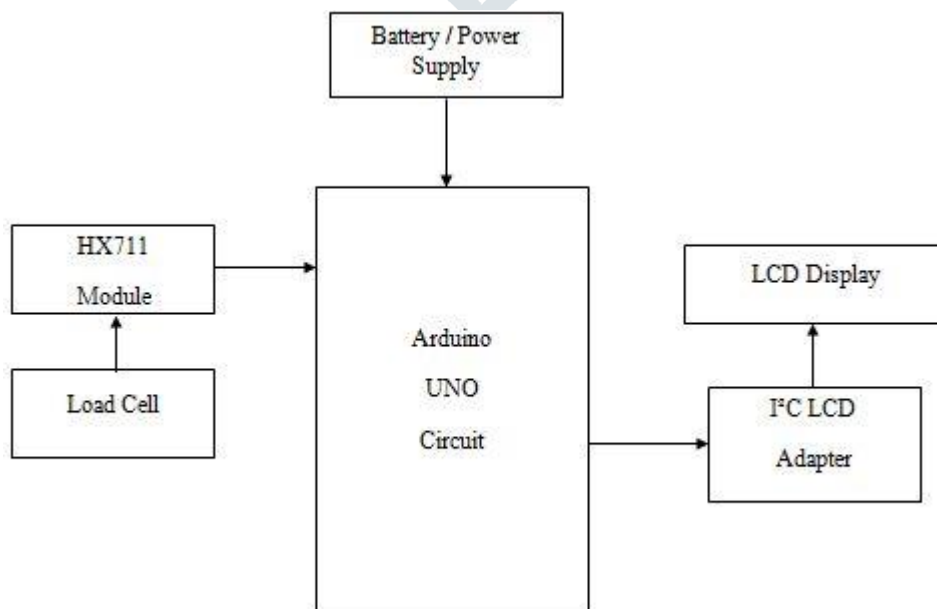 Battery / Power
Supply
HX711
Module
Load Cell
Arduino
UNO
Circuit
LCD Display
I²C LCD
Adapter